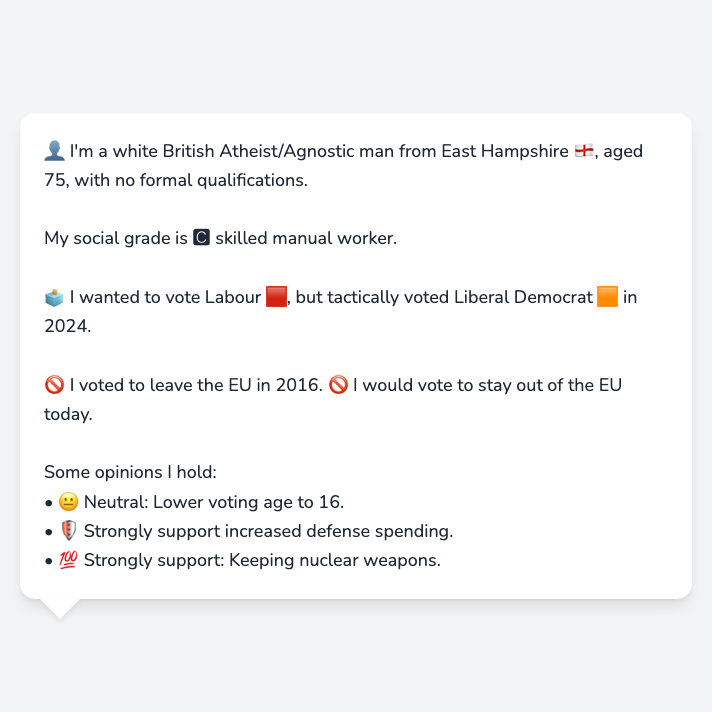 👤 I'm a white British Atheist/Agnostic man from East Hampshire 🏴󠁧󠁢󠁥󠁮󠁧󠁿, aged
75, with no formal qualifications.
My social grade is 🅲 skilled manual worker.
🗳️ I wanted to vote Labour 🟥, but tactically voted Liberal Democrat 🟧 in
2024.
🚫 I voted to leave the EU in 2016. 🚫 I would vote to stay out of the EU
today.
Some opinions I hold:
• 😐 Neutral: Lower voting age to 16.
• 🛡️ Strongly support increased defense spending.
• 💯 Strongly support: Keeping nuclear weapons.